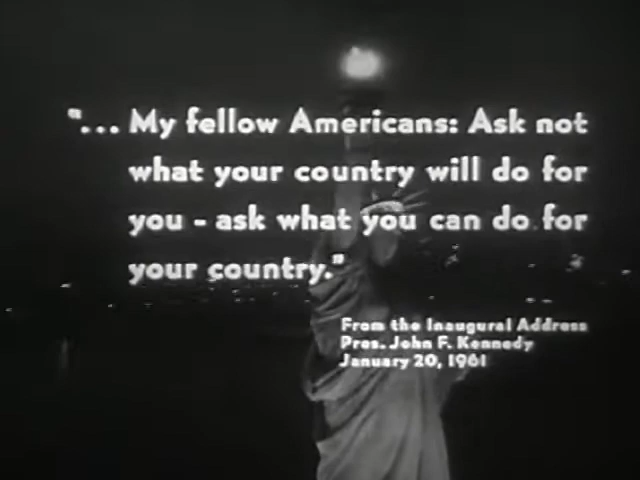 "... My fellow Americans: Ask not
what your country will do for
you - ask what you can do for
your country."
From the Inaugural Address
Pres. John F. Kennedy
January 20, 1961